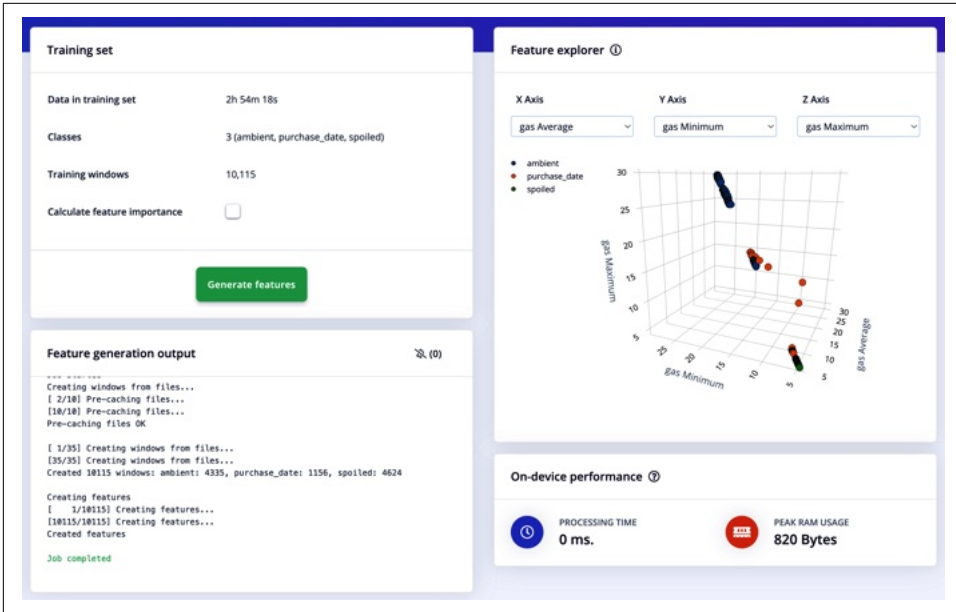 Training set
Data in training set 2h 54m 18s
Classes 3 (ambient, purchase_date, spoiled)
Training windows 10,115
Calculate feature importance
Generate features
Feature generation output (0)
Creating windows from files...
[ 2/10] Pre-caching files...
[10/10] Pre-caching files...
Pre-caching files OK
[ 1/35] Creating windows from files...
[35/35] Creating windows from files...
Created 10115 windows: ambient: 4335, purchase_date: 1156, spoiled: 4624
Creating features
[ 1/10115] Creating features...
[10115/10115] Creating features...
Created features
Job completed
Feature explorer
X Axis Y Axis Z Axis
gas Average gas Minimum gas Maximum
ambient
purchase_date
spoiled
30
25
20
15
10
5
gas Maximum
25
20
15
10
5
gas Minimum
30
25
20
15
10
5
gas Average
On-device performance
PROCESSING TIME
0 ms.
PEAK RAM USAGE
820 Bytes